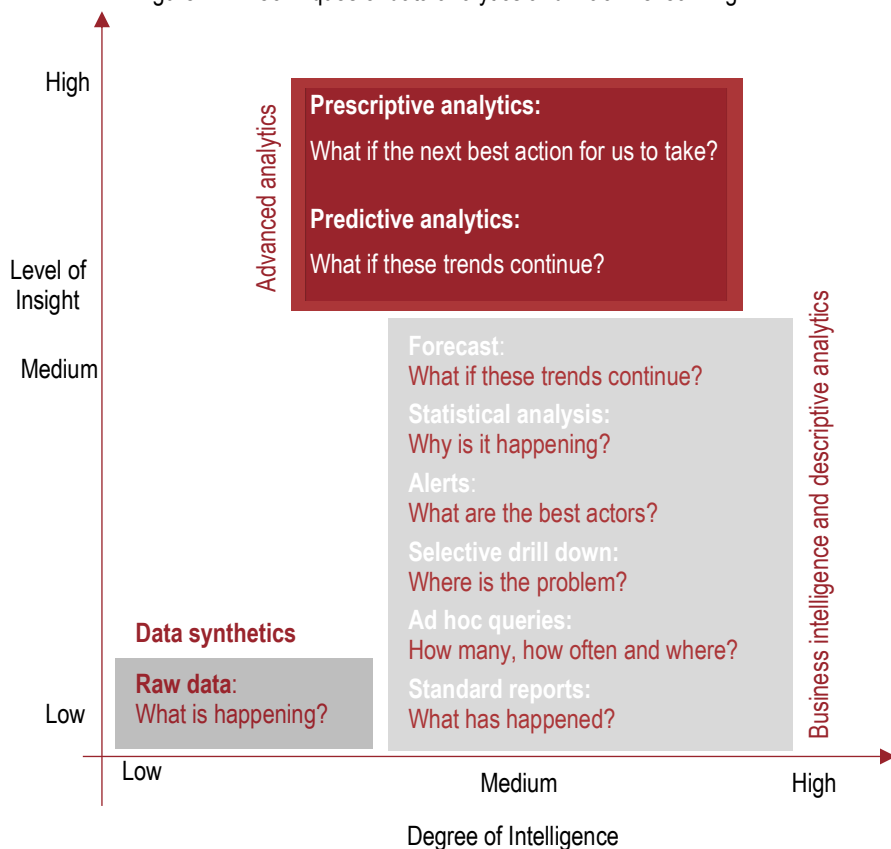 High
Prescriptive analytics:
What if the next best action for us to take?
Predictive analytics:
What if these trends continue?
Advanced analytics
Level of
Insight
Medium
Forecast:
What if these trends continue?
Statistical analysis:
Why is it happening?
Alerts:
What are the best actors?
Selective drill down:
Where is the problem?
Ad hoc queries:
How many, how often and where?
Standard reports:
What has happened?
Business intelligence and descriptive analytics
Data synthetics
Raw data:
What is happening?
Low
Low
Medium
High
Degree of Intelligence